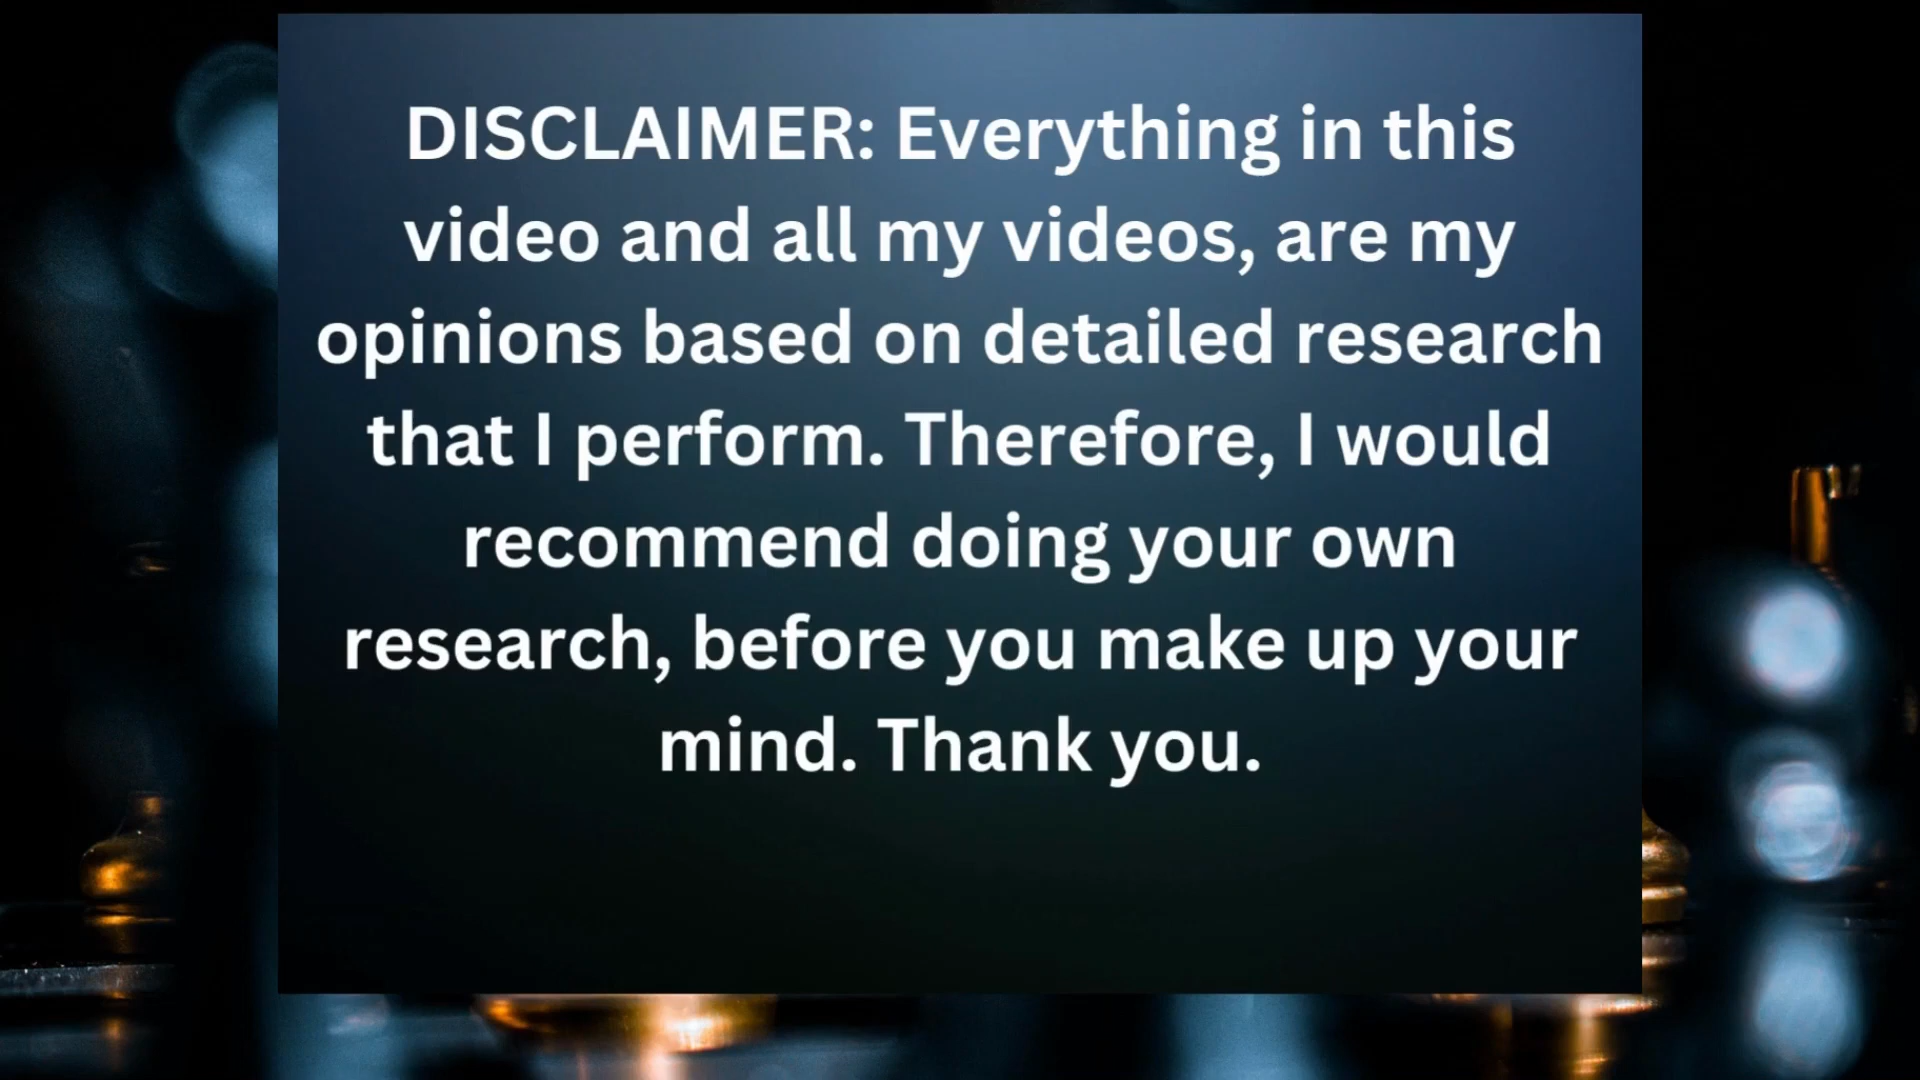 DISCLAIMER: Everything in this
video and all my videos, are my
opinions based on detailed research
that I perform. Therefore, I would
recommend doing your own
research, before you make up your
mind. Thank you.